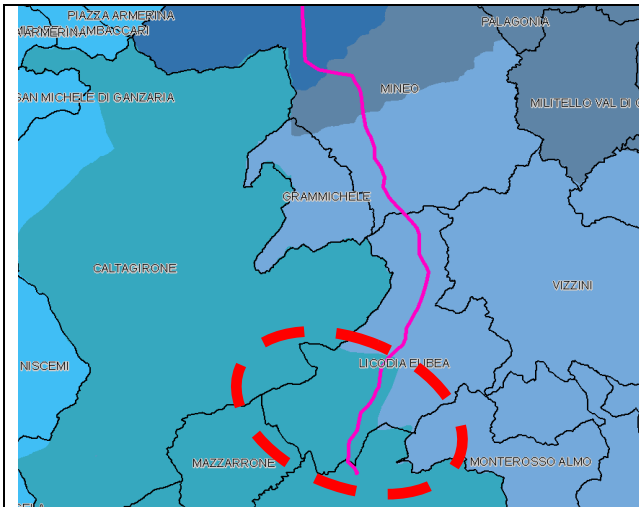 PIAZZA ARMERINA
PALAGONIA
MINEO
SAN MICHELE DI GANZARIA
MILITELLO VAL DI
GRAMMICHELE
CALTAGIRONE
VIZZINI
NISCEMI
LICODIA EUBEA
MAZZARRONE
MONTEROSSO ALMO